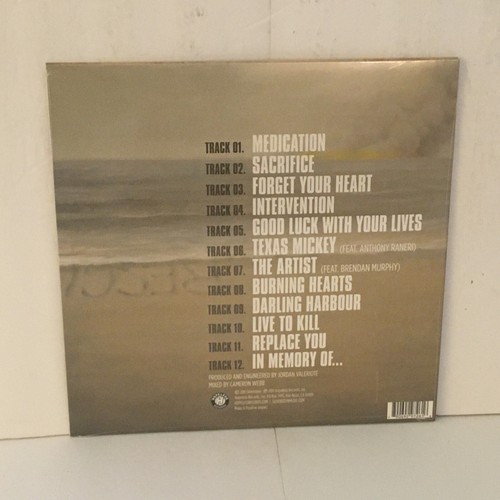 TRACK 01. MEDICATION
TRACK 02. SACRIFICE
TRACK 03. FORGET YOUR HEART
TRACK 04. INTERVENTION
TRACK 05. GOOD LUCK WITH YOUR LIVES
TRACK 06. TEXAS MICKEY (FEAT. ANTHONY RANERI)
TRACK 07. THE ARTIST (FEAT. BRENDAN MURPHY)
TRACK 08. BURNING HEARTS
TRACK 09. DARLING HARBOUR
TRACK 10. LIVE TO KILL
TRACK 11. REPLACE YOU
TRACK 12. IN MEMORY OF...
PRODUCED AND ENGINEERED BY JORDAN VALERIOTE
MIXED BY CAMERON WEBB